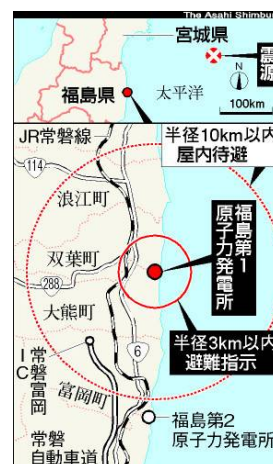 The Asahi Shimbun
宮城県
震源
N
福島県
太平洋
100km
JR常磐線
半径10km以内
屋内待避
114
浪江町
双葉町
福島第1
原子力発電所
288
大熊町
半径3km以内
避難指示
常磐富岡
IC
6
富岡町
福島第2
原子力発電所
常磐
自動車道